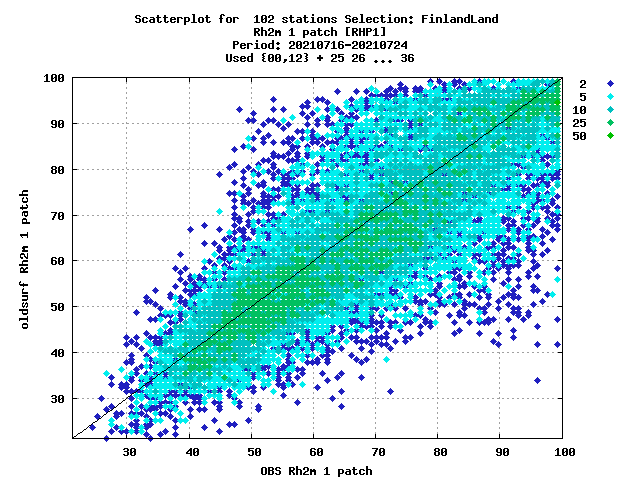 Scatterplot for 102 stations Selection: FinlandLand
Rh2m 1 patch [RHP1]
Period: 20210716-20210724
Used {00,12} + 25 26 ... 36
100
90
80
70
60
50
40
30
oldsurf Rh2m 1 patch
2
5
10
25
50
30 40 50 60 70 80 90 100
OBS Rh2m 1 patch